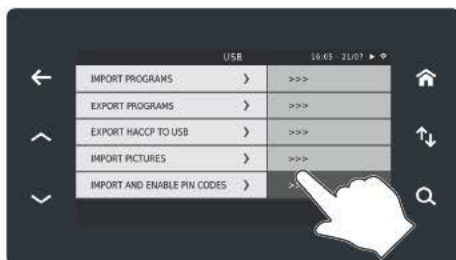 USB 16:05 - 21/07
IMPORT PROGRAMS >>>
EXPORT PROGRAMS >>>
EXPORT HACCP TO USB >>>
IMPORT PICTURES >>>
IMPORT AND ENABLE PIN CODES >>